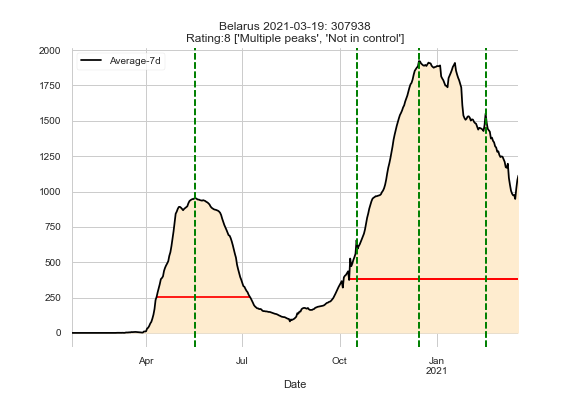 Belarus 2021-03-19: 307938
Rating:8 ['Multiple peaks', 'Not in control']
2000
Average-7d
1750
1500
1250
1000
750
500
250
0
Apr Jul Oct Jan
2021
Date